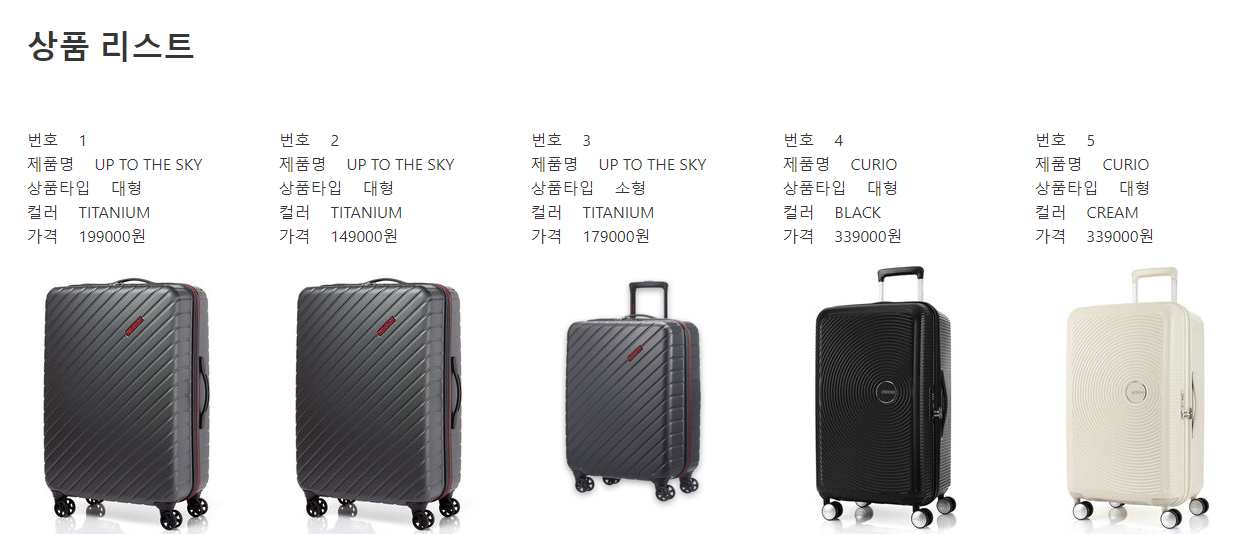 상품 리스트
번호 1
제품명 UP TO THE SKY
상품타입 대형
컬러 TITANIUM
가격 199000원
번호 2
제품명 UP TO THE SKY
상품타입 대형
컬러 TITANIUM
가격 149000원
번호 3
제품명 UP TO THE SKY
상품타입 소형
컬러 TITANIUM
가격 179000원
번호 4
제품명 CURIO
상품타입 대형
컬러 BLACK
가격 339000원
번호 5
제품명 CURIO
상품타입 대형
컬러 CREAM
가격 339000원